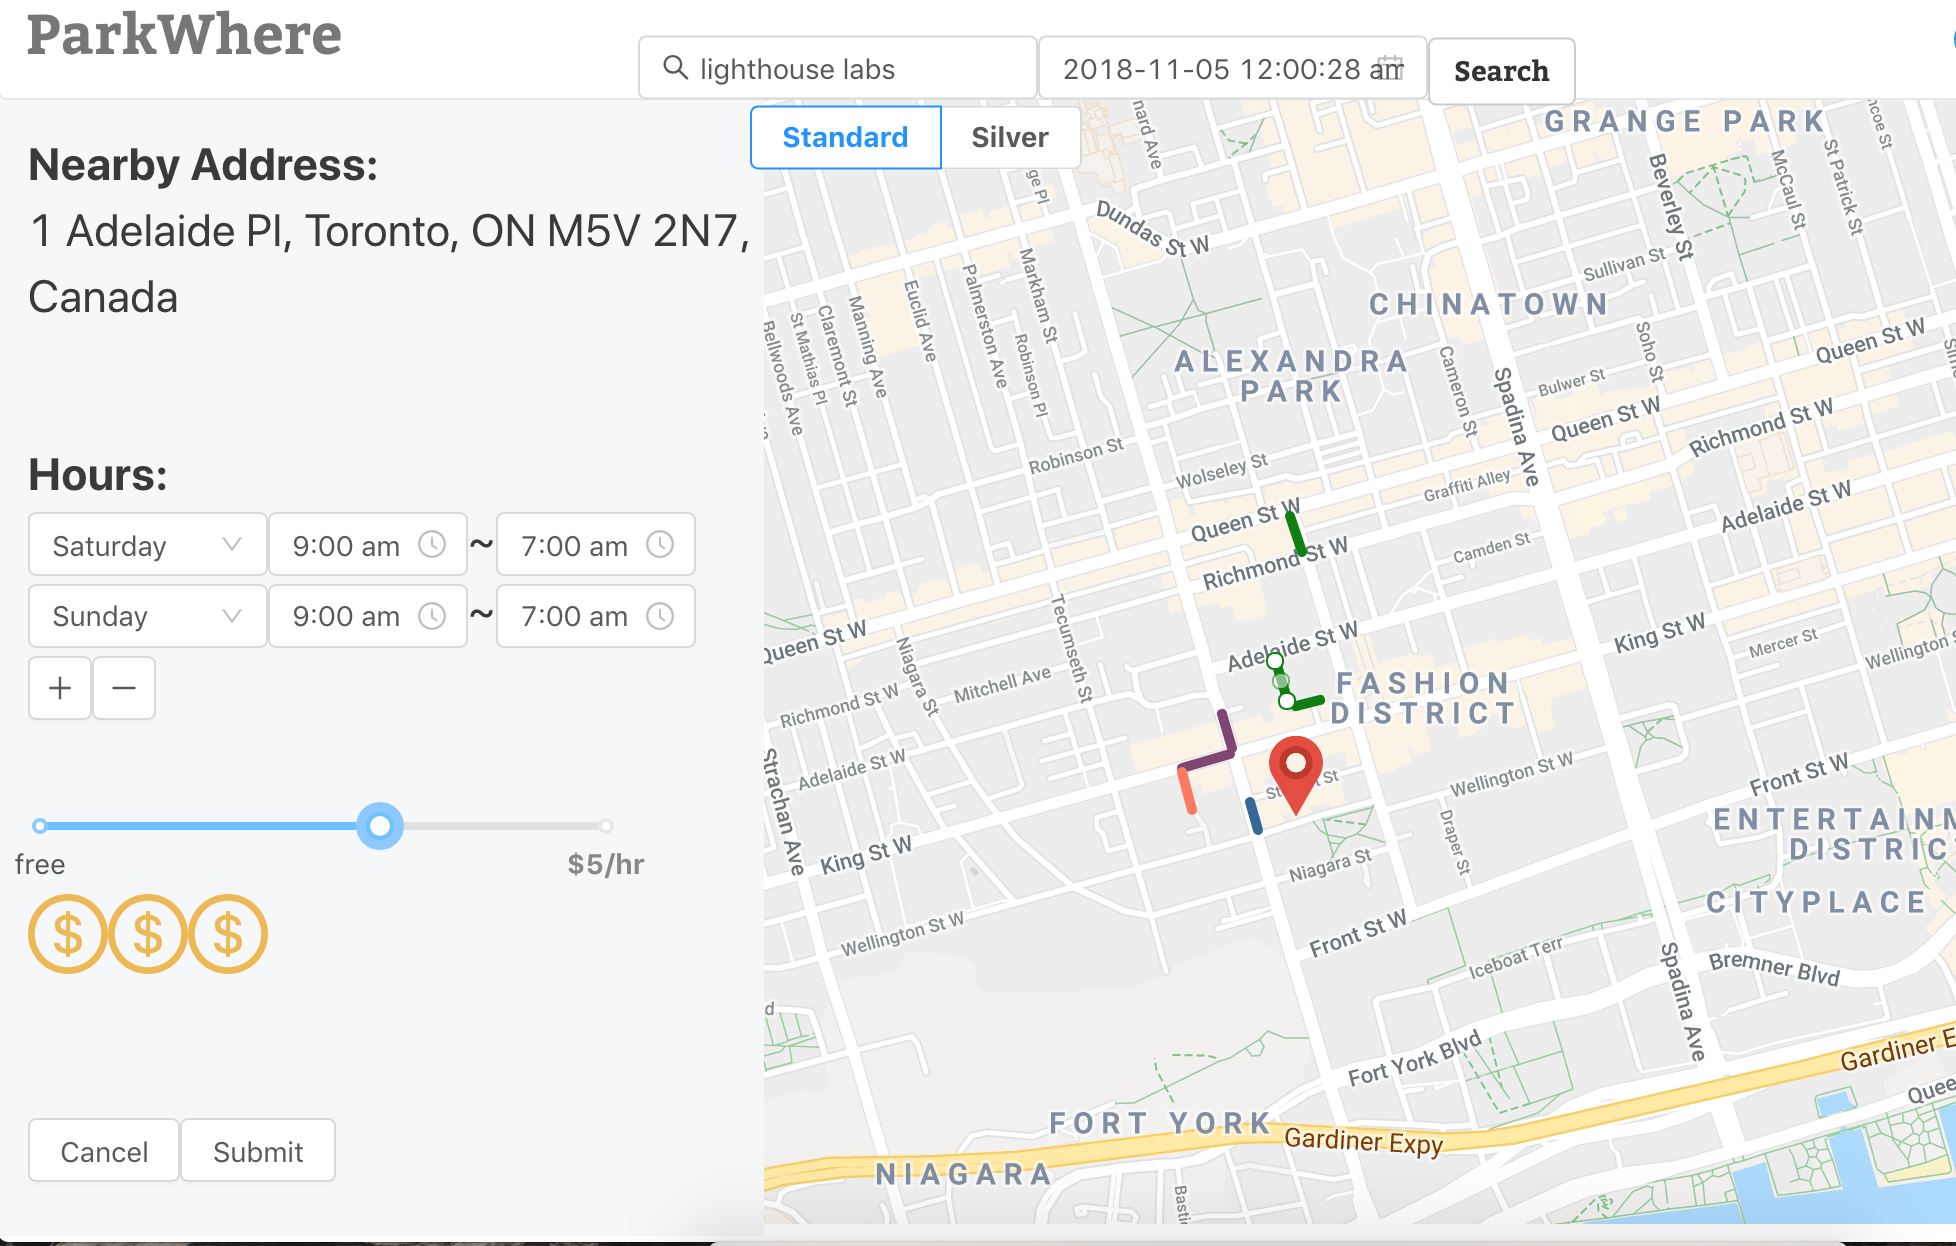 ParkWhere
lighthouse labs
2018-11-05 12:00:28 am
Search
Standard
Silver
Nearby Address:
1 Adelaide Pl, Toronto, ON M5V 2N7,
Canada
Hours:
Saturday
9:00 am
~
7:00 am
Sunday
9:00 am
~
7:00 am
+
−
free
$5/hr
$ $ $
Cancel
Submit
GRANGE PARK
Beverley St
McCaul St
St Patrick St
Dundas St W
Sullivan St
CHINATOWN
Markham St
Palmerston Ave
Euclid Ave
Manning Ave
Claremont St
St Mathias Pl
Bellwoods Ave
Robinson Pl
ALEXANDRA
PARK
Cameron St
Soho St
Queen St W
Bulwer St
Spadina Ave
Queen St W
Richmond St W
Robinson St
Wolseley St
Graffiti Alley
Queen St W
Adelaide St W
Richmond St W
Camden St
Tecumseth St
Queen St W
Niagara St
Adelaide St W
King St W
Mercer St
Wellington S
Mitchell Ave
Richmond St W
FASHION
DISTRICT
Adelaide St W
Strachan Ave
Wellington St W
Front St W
Draper St
ENTERTAINM
DISTRIC
King St W
Niagara St
CITYPLACE
Wellington St W
Front St W
Iceboat Terr
Spadina Ave
Bremner Blvd
Fort York Blvd
Gardiner E
Quee
FORT YORK
Gardiner Expy
NIAGARA
Basti